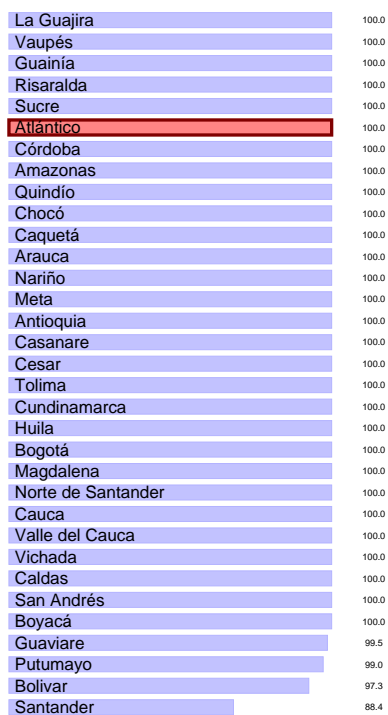 La Guajira 100.0
Vaupés 100.0
Guainía 100.0
Risaralda 100.0
Sucre 100.0
Atlántico 100.0
Córdoba 100.0
Amazonas 100.0
Quindío 100.0
Chocó 100.0
Caquetá 100.0
Arauca 100.0
Nariño 100.0
Meta 100.0
Antioquia 100.0
Casanare 100.0
Cesar 100.0
Tolima 100.0
Cundinamarca 100.0
Huila 100.0
Bogotá 100.0
Magdalena 100.0
Norte de Santander 100.0
Cauca 100.0
Valle del Cauca 100.0
Vichada 100.0
Caldas 100.0
San Andrés 100.0
Boyacá 100.0
Guaviare 99.5
Putumayo 99.0
Bolivar 97.3
Santander 88.4